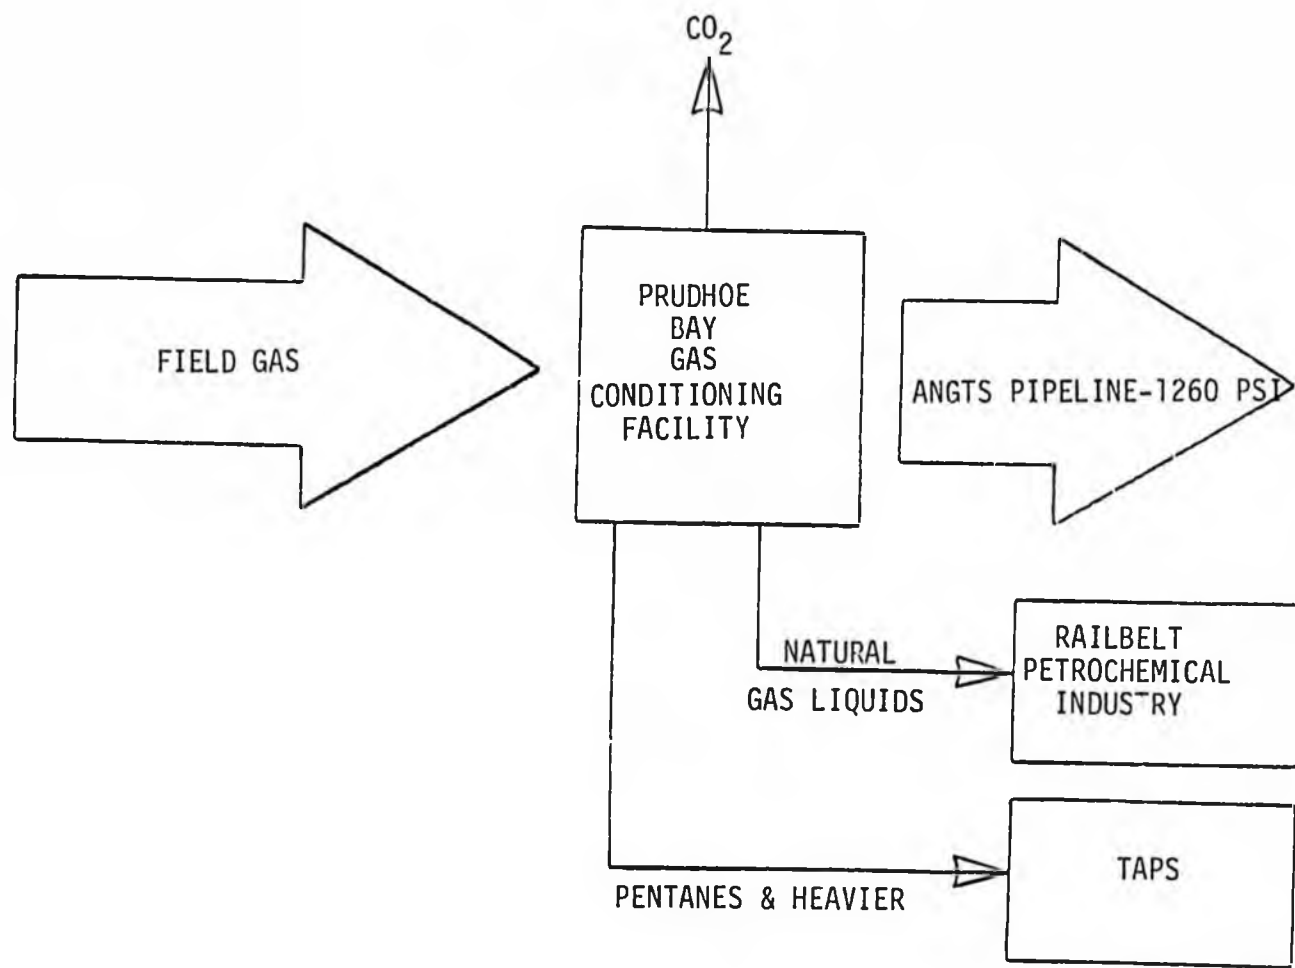 CO2
FIELD GAS
PRUDHOE
BAY
GAS
CONDITIONING
FACILITY
ANGTS PIPELINE-1260 PSI
NATURAL
GAS LIQUIDS
RAILBELT
PETROCHEMICAL
INDUSTRY
PENTANES & HEAVIER
TAPS